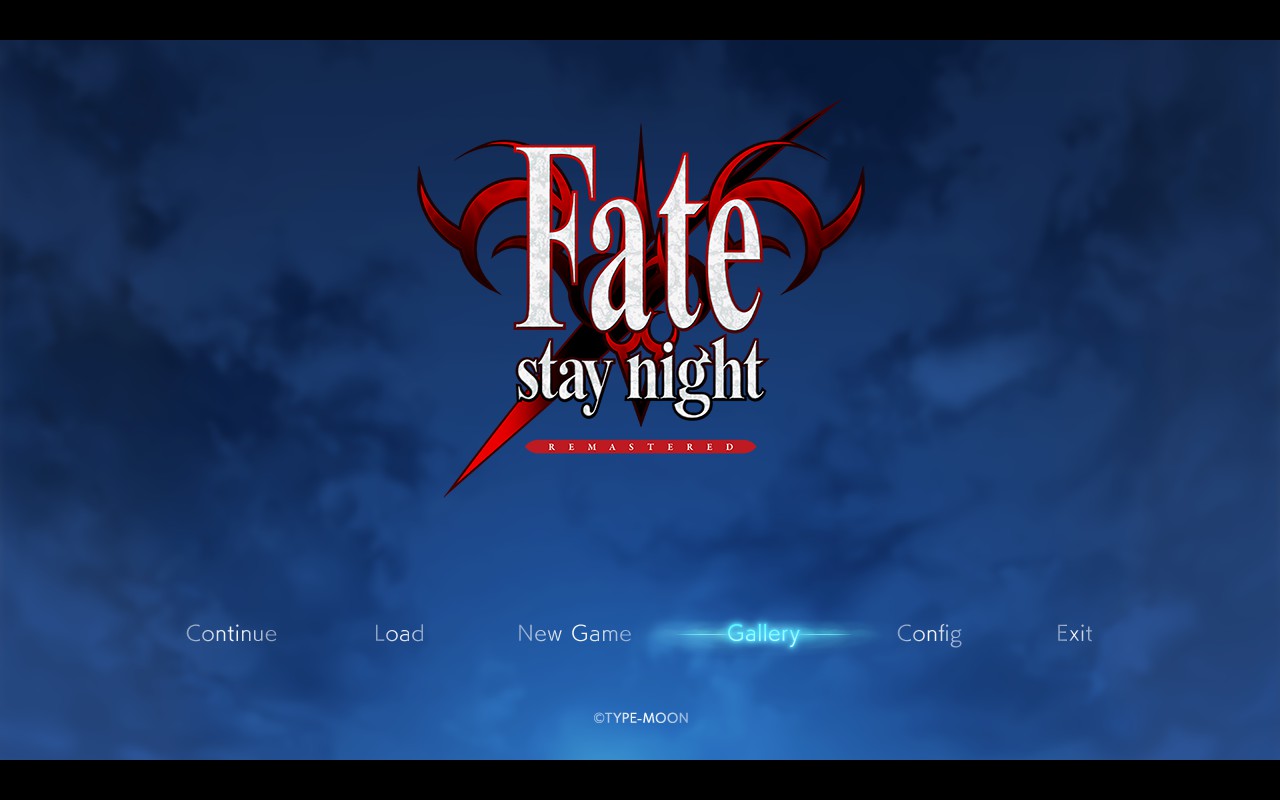 Fate
stay night
REMASTERED
Continue Load New Game Gallery Config Exit
©TYPE-MOON